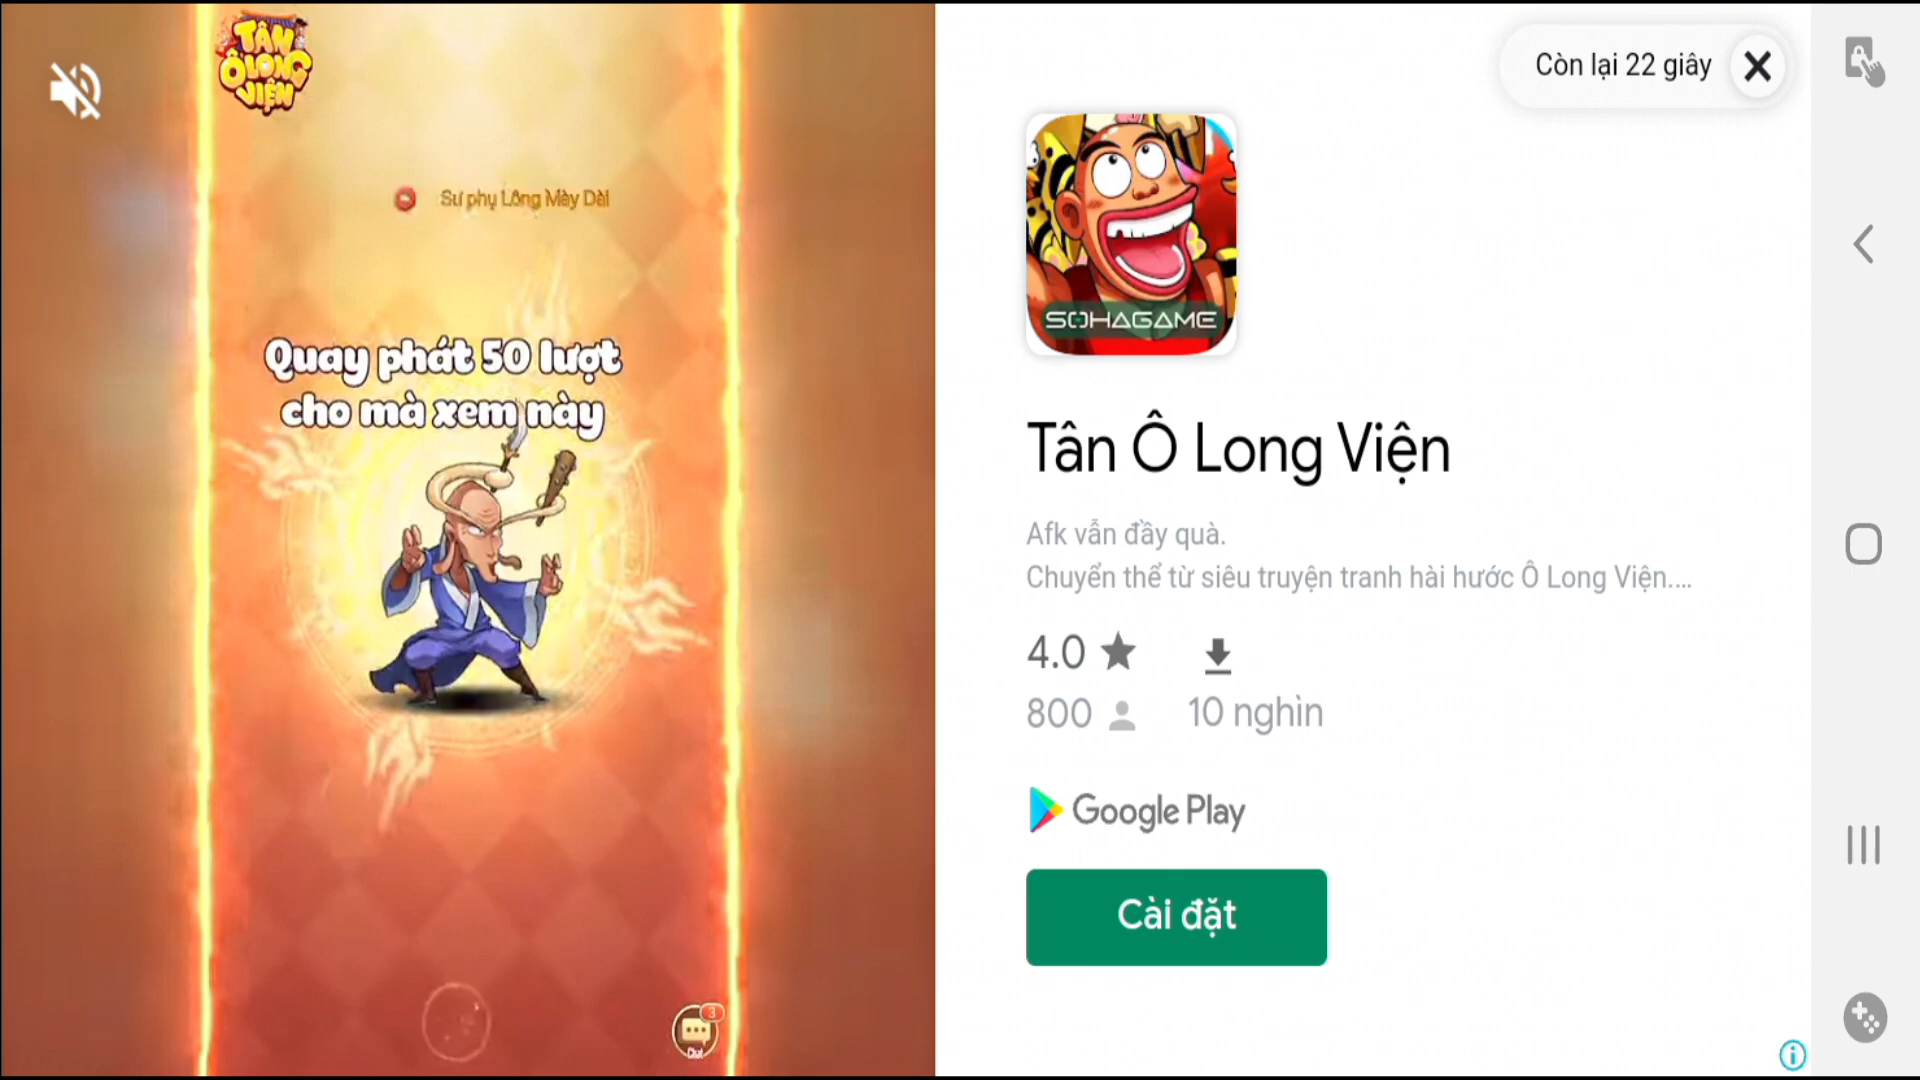 TÂN
Ô LONG
VIỆN
Sư phụ Lông Mày Dài
Quay phát 50 lượt
cho mà xem này
3
Chat
Còn lại 22 giây
SOHAGAME
Tân Ô Long Viện
Afk vẫn đầy quà.
Chuyển thể từ siêu truyện tranh hài hước Ô Long Viện....
4.0
800
10 nghìn
Google Play
Cài đặt